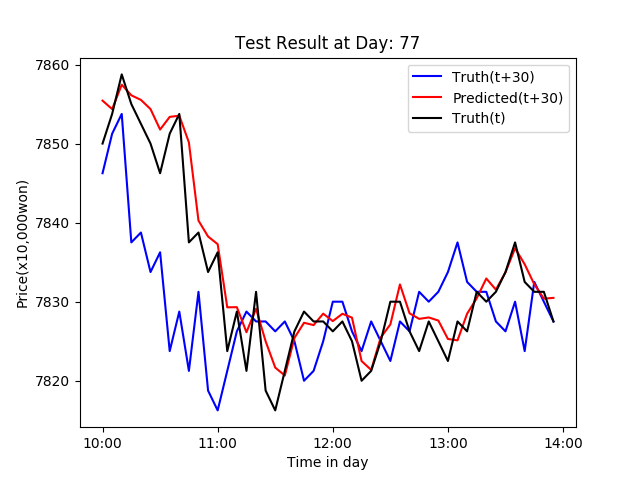 Test Result at Day: 77
Price(x10,000won)
7860
7850
7840
7830
7820
Truth(t+30)
Predicted(t+30)
Truth(t)
10:00 11:00 12:00 13:00 14:00
Time in day